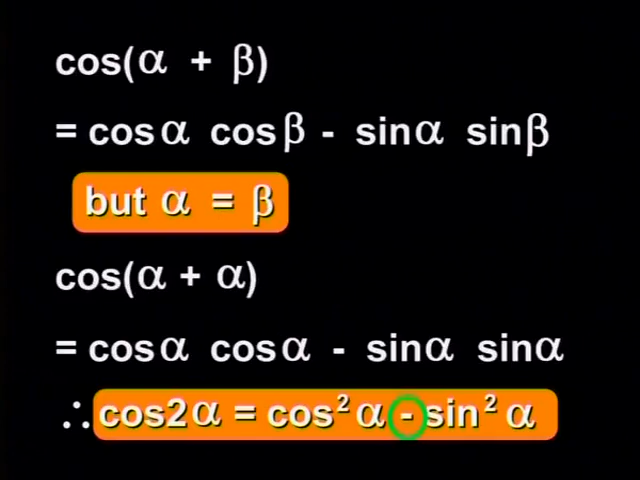 cos(α + β)
= cosα cosβ - sinα sinβ
but α = β
cos(α + α)
= cosα cosα - sinα sinα
∴ cos2α = cos²α - sin²α